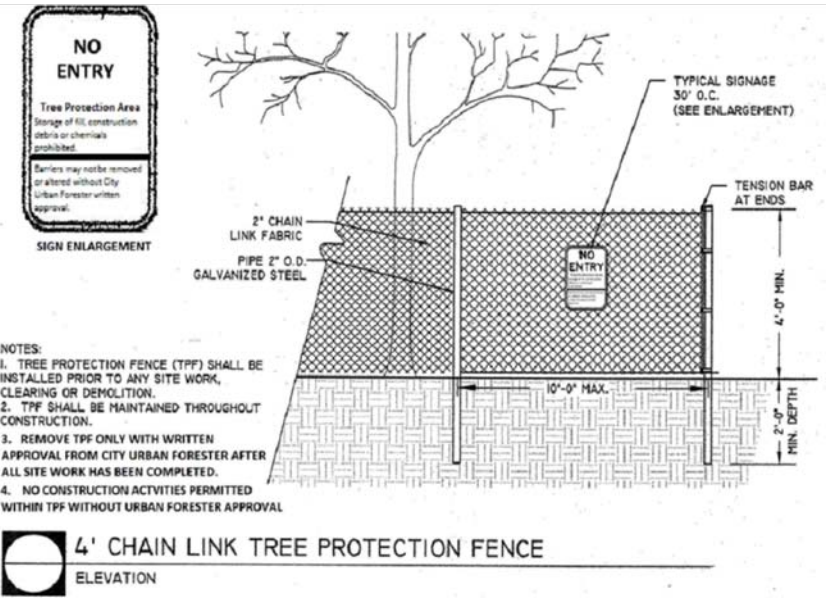 NO
ENTRY
Tree Protection Area
Storage of fill, construction
debris or chemicals
prohibited.
Barriers may not be removed
or altered without City
Urban Forester written
approval.
SIGN ENLARGEMENT
TYPICAL SIGNAGE
30' O.C.
(SEE ENLARGEMENT)
TENSION BAR
AT ENDS
2" CHAIN
LINK FABRIC
PIPE 2" O.D.
GALVANIZED STEEL
NO
ENTRY
4'-0" MIN.
10'-0" MAX.
2'-0"
MIN. DEPTH
NOTES:
1. TREE PROTECTION FENCE (TPF) SHALL BE
INSTALLED PRIOR TO ANY SITE WORK,
CLEARING OR DEMOLITION.
2. TPF SHALL BE MAINTAINED THROUGHOUT
CONSTRUCTION.
3. REMOVE TPF ONLY WITH WRITTEN
APPROVAL FROM CITY URBAN FORESTER AFTER
ALL SITE WORK HAS BEEN COMPLETED.
4. NO CONSTRUCTION ACTVITIES PERMITTED
WITHIN TPF WITHOUT URBAN FORESTER APPROVAL
4' CHAIN LINK TREE PROTECTION FENCE
ELEVATION